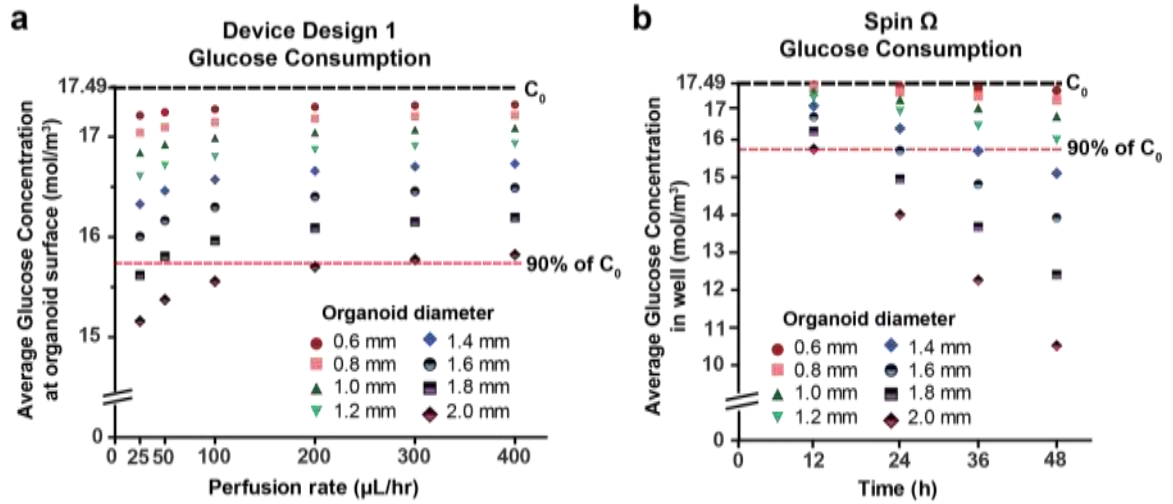 a
Device Design 1
Glucose Consumption
Average Glucose Concentration
at organoid surface (mol/m³)
17.49
17
16
15
0
C₀
90% of C₀
Organoid diameter
0.6 mm
0.8 mm
1.0 mm
1.2 mm
1.4 mm
1.6 mm
1.8 mm
2.0 mm
0 25 50 100 200 300 400
Perfusion rate (µL/hr)
b
Spin Ω
Glucose Consumption
Average Glucose Concentration
in well (mol/m³)
17.49
17
16
15
14
13
12
11
10
0
C₀
90% of C₀
Organoid diameter
0.6 mm
0.8 mm
1.0 mm
1.2 mm
1.4 mm
1.6 mm
1.8 mm
2.0 mm
0 12 24 36 48
Time (h)